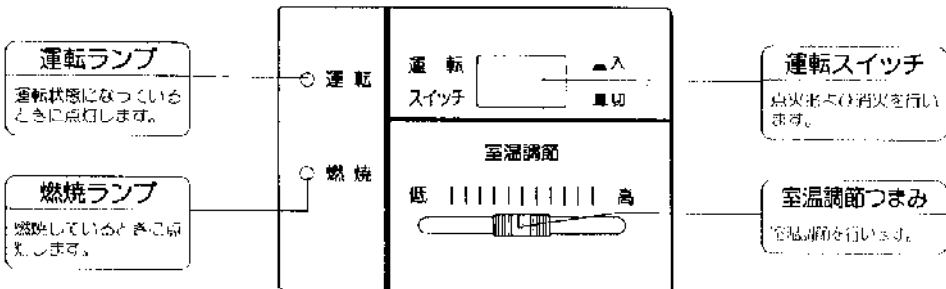 運転ランプ
運転状態になっている
ときに点灯します。
燃焼ランプ
燃焼しているときに点
灯します。
運転
燃焼
運転
スイッチ
入
切
室温調節
低
高
運転スイッチ
点火および消火を行い
ます。
室温調節つまみ
室温調節を行います。